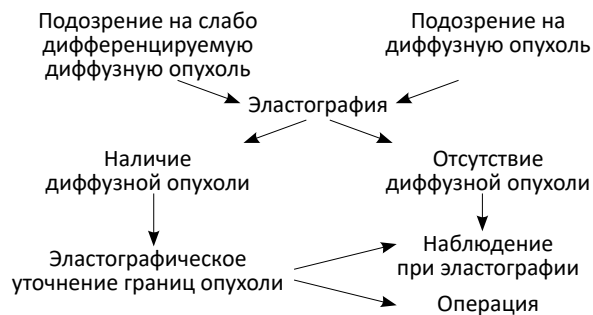 Подозрение на слабо
дифференцируемую
диффузную опухоль
Подозрение на
диффузную опухоль
Эластография
Наличие
диффузной опухоли
Отсутствие
диффузной опухоли
Эластографическое
уточнение границ опухоли
Наблюдение
при эластографии
Операция